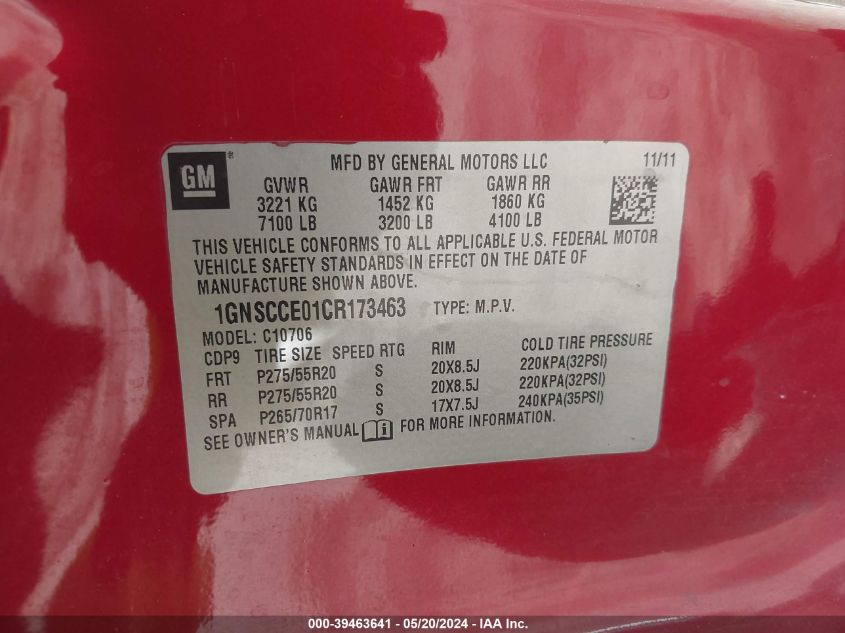 GM® MFD BY GENERAL MOTORS LLC 11/11
GVWR GAWR FRT GAWR RR
3221 KG 1452 KG 1860 KG
7100 LB 3200 LB 4100 LB
THIS VEHICLE CONFORMS TO ALL APPLICABLE U.S. FEDERAL MOTOR
VEHICLE SAFETY STANDARDS IN EFFECT ON THE DATE OF
MANUFACTURE SHOWN ABOVE.
1GNSCCE01CR173463 TYPE: M.P.V.
MODEL: C10706
CDP9 TIRE SIZE SPEED RTG RIM COLD TIRE PRESSURE
FRT P275/55R20 S 20X8.5J 220KPA(32PSI)
RR P275/55R20 S 20X8.5J 220KPA(32PSI)
SPA P265/70R17 S 17X7.5J 240KPA(35PSI)
SEE OWNER'S MANUAL FOR MORE INFORMATION.
000-39463641 - 05/20/2024 - IAA Inc.